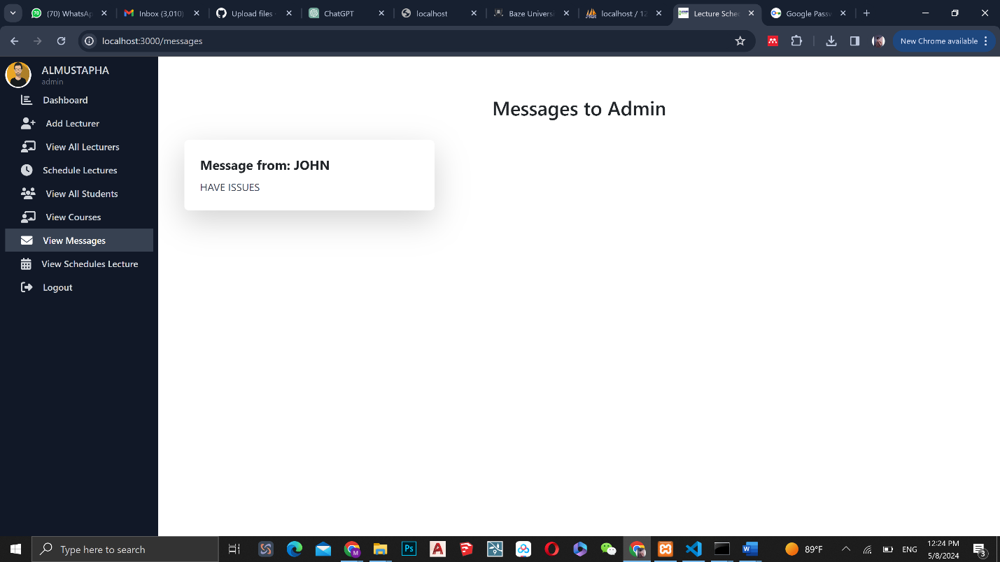 (70) WhatsAp
Inbox (3,010)
Upload files
ChatGPT
localhost
Baze Universi
localhost / 12
Lecture Sched
Google Passw
localhost:3000/messages
New Chrome available
ALMUSTAPHA
admin
Dashboard
Add Lecturer
View All Lecturers
Schedule Lectures
View All Students
View Courses
View Messages
View Schedules Lecture
Logout
Messages to Admin
Message from: JOHN
HAVE ISSUES
Type here to search
89°F
ENG
12:24 PM
5/8/2024
3